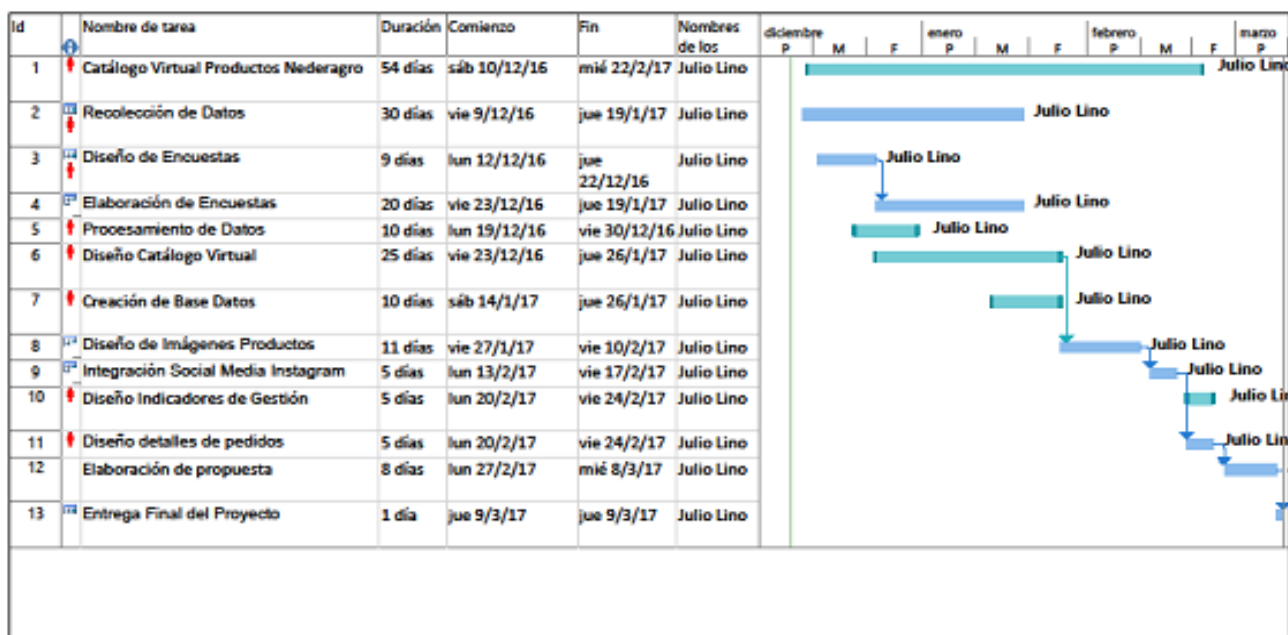 Id Nombre de tarea Duración Comienzo Fin Nombres de los
diciembre enero febrero marzo
P M F P M F P M F P
1 Catálogo Virtual Productos Nederagro 54 días sáb 10/12/16 mié 22/2/17 Julio Lino Julio Lino
2 Recolección de Datos 30 días vie 9/12/16 jue 19/1/17 Julio Lino Julio Lino
3 Diseño de Encuestas 9 días lun 12/12/16 jue 22/12/16 Julio Lino Julio Lino
4 Elaboración de Encuestas 20 días vie 23/12/16 jue 19/1/17 Julio Lino Julio Lino
5 Procesamiento de Datos 10 días lun 19/12/16 vie 30/12/16 Julio Lino Julio Lino
6 Diseño Catálogo Virtual 25 días vie 23/12/16 jue 26/1/17 Julio Lino Julio Lino
7 Creación de Base Datos 10 días sáb 14/1/17 jue 26/1/17 Julio Lino Julio Lino
8 Diseño de Imágenes Productos 11 días vie 27/1/17 vie 10/2/17 Julio Lino Julio Lino
9 Integración Social Media Instagram 5 días lun 13/2/17 vie 17/2/17 Julio Lino Julio Lino
10 Diseño Indicadores de Gestión 5 días lun 20/2/17 vie 24/2/17 Julio Lino Julio Li
11 Diseño detalles de pedidos 5 días lun 20/2/17 vie 24/2/17 Julio Lino Julio Lin
12 Elaboración de propuesta 8 días lun 27/2/17 mié 8/3/17 Julio Lino
13 Entrega Final del Proyecto 1 día jue 9/3/17 jue 9/3/17 Julio Lino